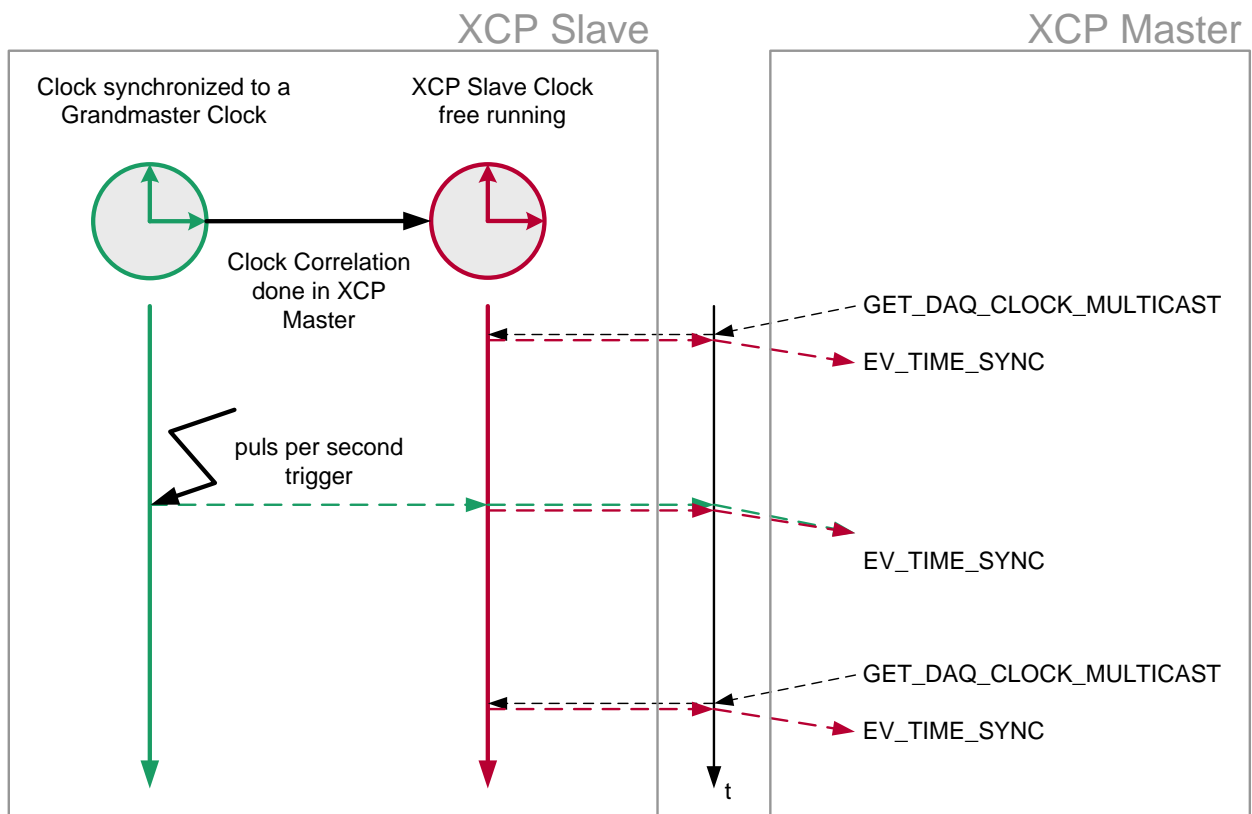 XCP Slave
XCP Master
Clock synchronized to a
Grandmaster Clock
XCP Slave Clock
free running
Clock Correlation
done in XCP
Master
GET_DAQ_CLOCK_MULTICAST
EV_TIME_SYNC
puls per second
trigger
EV_TIME_SYNC
GET_DAQ_CLOCK_MULTICAST
EV_TIME_SYNC
t